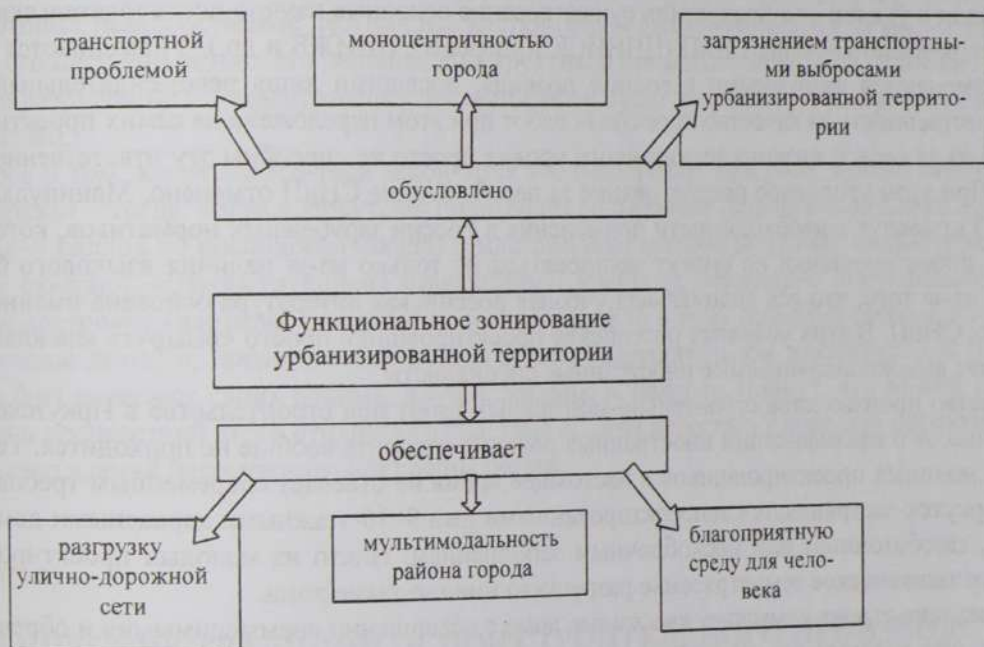 транспортной
проблемой
моноцентричностью
города
загрязнением транспортны-
ми выбросами
урбанизированной террито-
рии
обусловлено
Функциональное зонирование
урбанизированной территории
обеспечивает
разгрузку
улично-дорожной
сети
мультимодальность
района города
благоприятную
среду для чело-
века